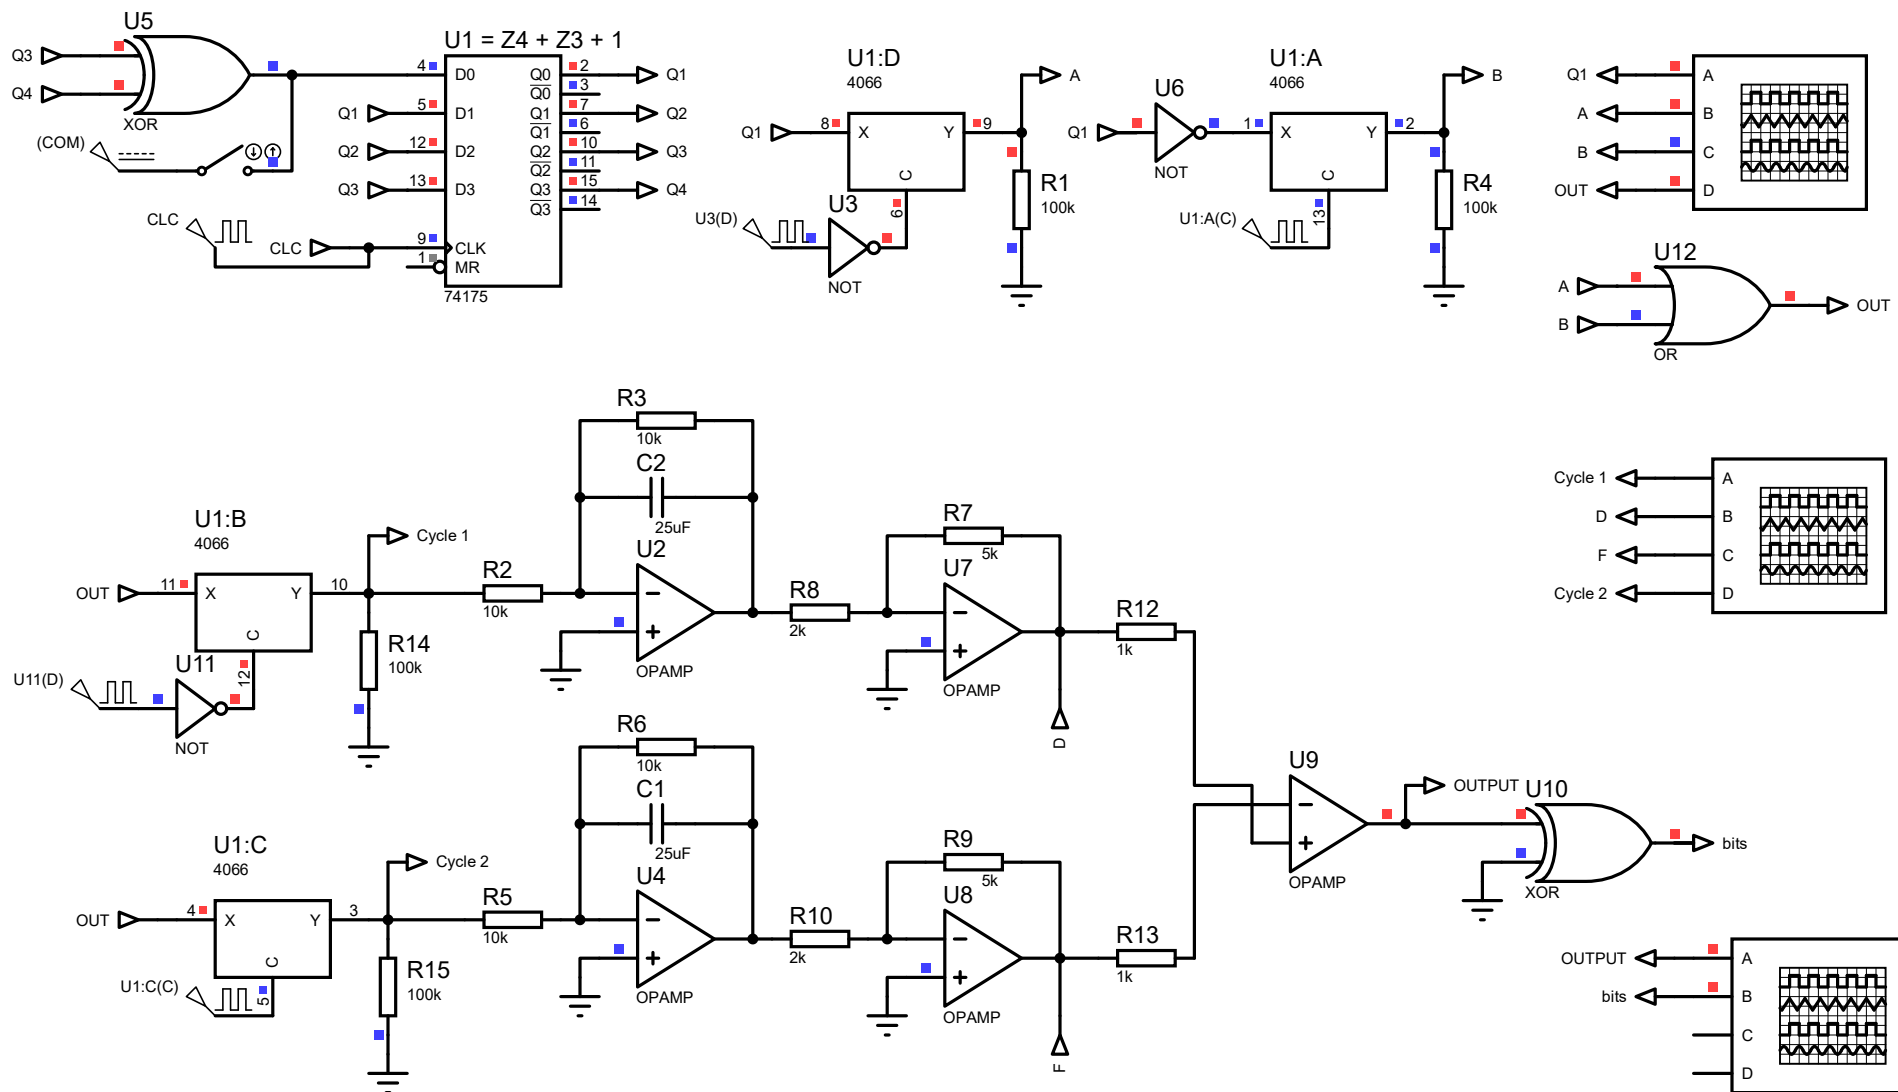 U5
Q3
Q4
XOR
(COM)
CLC
CLC
U1 = Z4 + Z3 + 1
4 D0 Q0 2 Q1
Q0 3
Q1 5 D1 Q1 7 Q2
Q1 6
Q2 12 D2 Q2 10 Q3
Q2 11
Q3 13 D3 Q3 15 Q4
Q3 14
9 CLK
1 MR
74175
U1:D
4066
A
Q1 8 X Y 9
C
6
U3
U3(D)
NOT
R1
100k
U6
Q1
NOT
U1:A
4066
B
1 X Y 2
C
13
U1:A(C)
R4
100k
Q1 A
A B
B C
OUT D
U12
A
B
OUT
OR
R3
10k
C2
25uF
U1:B
4066
Cycle 1
OUT 11 X Y 10
C
12
U11
U11(D)
NOT
R14
100k
R2
10k
U2
OPAMP
R8
2k
R7
5k
U7
OPAMP
D
R12
1k
Cycle 1 A
D B
F C
Cycle 2 D
R6
10k
C1
25uF
U1:C
4066
Cycle 2
OUT 4 X Y 3
C
5
U1:C(C)
R15
100k
R5
10k
U4
OPAMP
R10
2k
R9
5k
U8
OPAMP
F
R13
1k
U9
OPAMP
OUTPUT
U10
XOR
bits
OUTPUT A
bits B
C
D